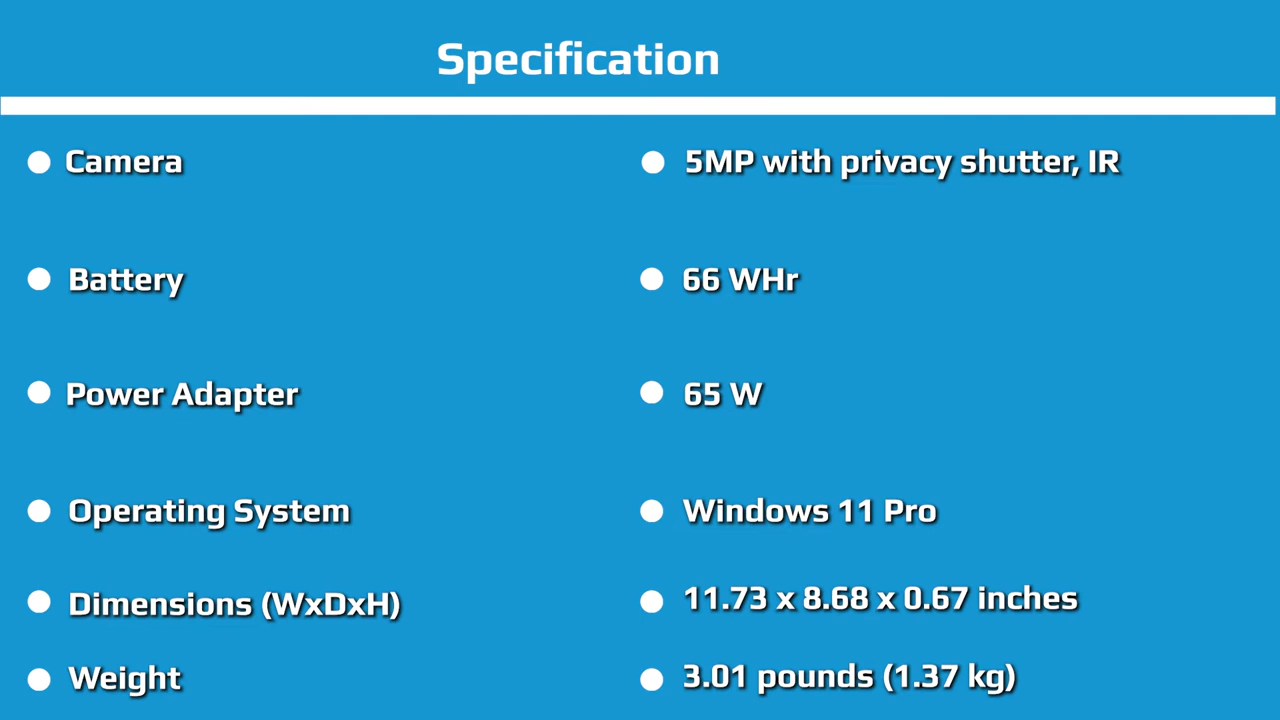 Specification
Camera
5MP with privacy shutter, IR
Battery
66 WHr
Power Adapter
65 W
Operating System
Windows 11 Pro
Dimensions (WxDxH)
11.73 x 8.68 x 0.67 inches
Weight
3.01 pounds (1.37 kg)